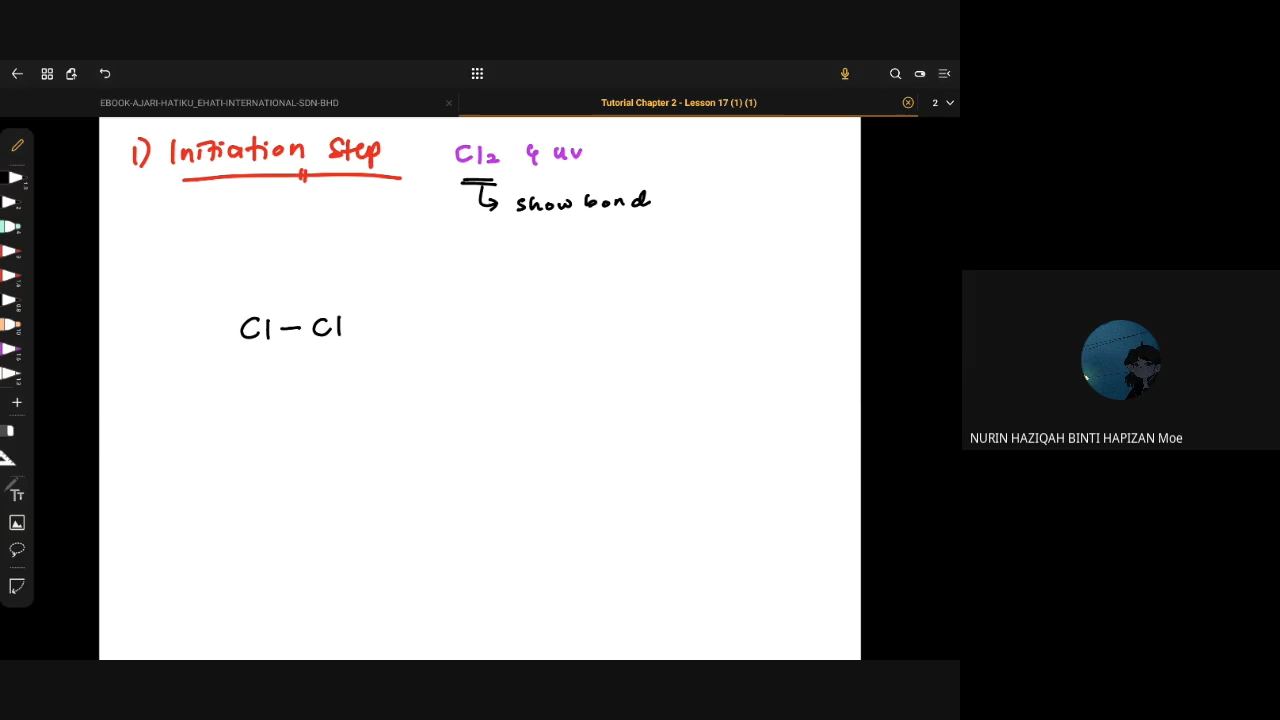 EBOOK-AJARI-HATIKU_EHATI-INTERNATIONAL-SDN-BHD
Tutorial Chapter 2 - Lesson 17 (1) (1)
2
1) Initiation Step
Cl2 & uv
show bond
Cl – Cl
NURIN HAZIQAH BINTI HAPIZAN Moe
Tт